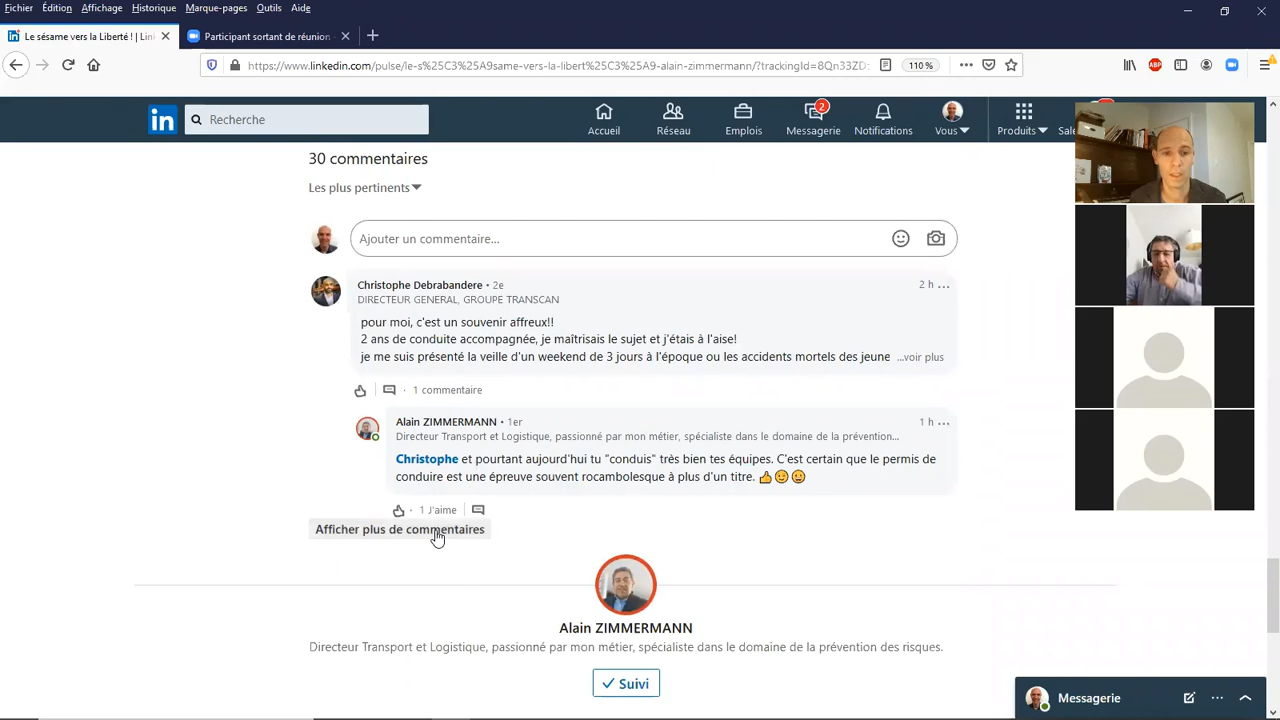 Fichier Édition Affichage Historique Marque-pages Outils Aide
Le sésame vers la Liberté ! | Lin
Participant sortant de réunion -
https://www.linkedin.com/pulse/le-s%25C3%25A9same-vers-la-libert%25C3%25A9-alain-zimmermann/?trackingId=8Qn33ZD
110 %
ABP
in
Recherche
Accueil
Réseau
Emplois
2
Messagerie
Notifications
Vous
Produits
Sale
30 commentaires
Les plus pertinents
Ajouter un commentaire...
Christophe Debrabandere • 2e
2 h ...
DIRECTEUR GENERAL, GROUPE TRANSCAN
pour moi, c'est un souvenir affreux!!
2 ans de conduite accompagnée, je maîtrisais le sujet et j'étais à l'aise!
je me suis présenté la veille d'un weekend de 3 jours à l'époque ou les accidents mortels des jeune ...voir plus
· 1 commentaire
Alain ZIMMERMANN • 1er
1 h ...
Directeur Transport et Logistique, passionné par mon métier, spécialiste dans le domaine de la prévention...
Christophe et pourtant aujourd'hui tu "conduis" très bien tes équipes. C'est certain que le permis de
conduire est une épreuve souvent rocambolesque à plus d'un titre. 👍😉😀
· 1 J'aime
Afficher plus de commentaires
Alain ZIMMERMANN
Directeur Transport et Logistique, passionné par mon métier, spécialiste dans le domaine de la prévention des risques.
✓ Suivi
Messagerie